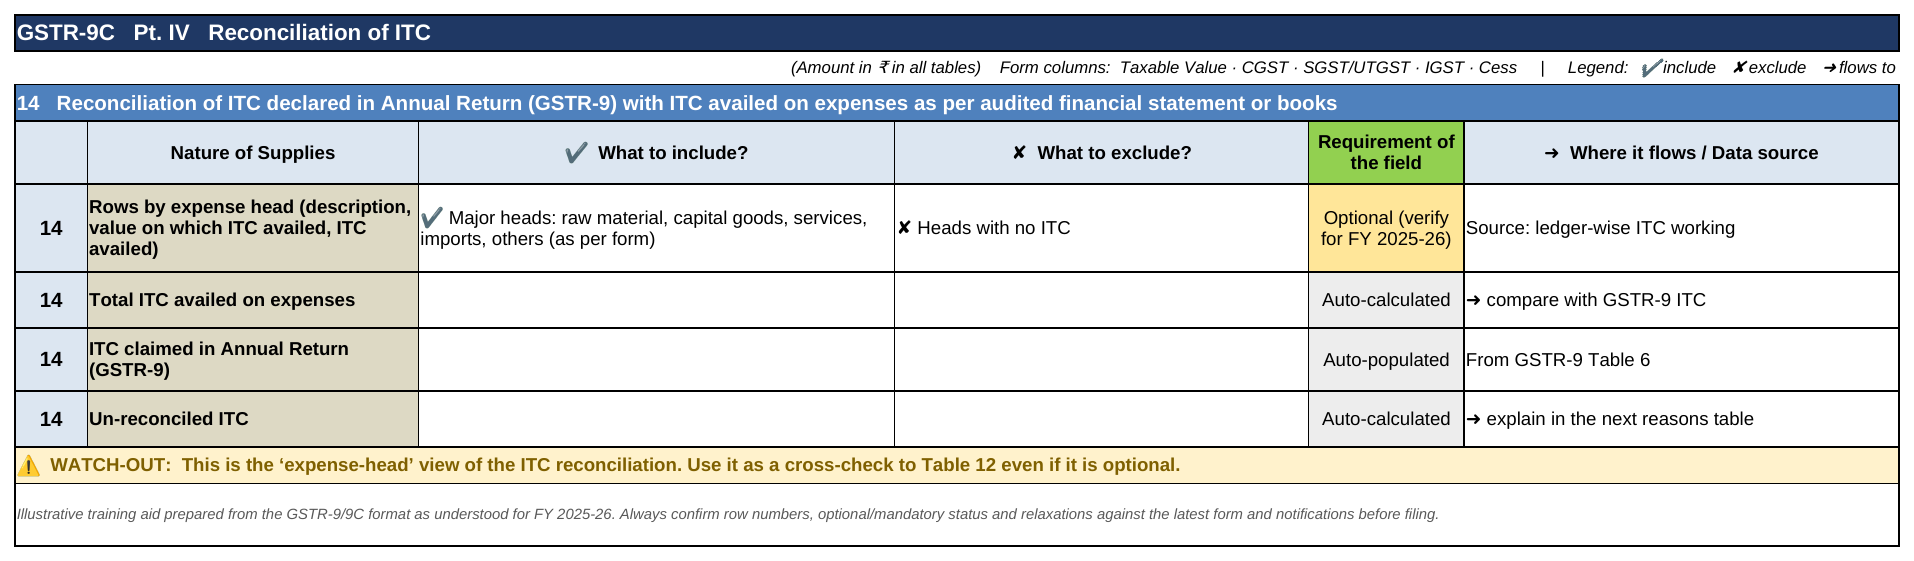 GSTR-9C   Pt. IV   Reconciliation of ITC
(Amount in ₹ in all tables)   Form columns:  Taxable Value · CGST · SGST/UTGST · IGST · Cess    |    Legend:  ✔ include   ✘ exclude   ➔ flows to
14   Reconciliation of ITC declared in Annual Return (GSTR-9) with ITC availed on expenses as per audited financial statement or books
Nature of Supplies
✔ What to include?
✘ What to exclude?
Requirement of
the field
➔ Where it flows / Data source
14
Rows by expense head (description,
value on which ITC availed, ITC
availed)
✔ Major heads: raw material, capital goods, services,
imports, others (as per form)
✘ Heads with no ITC
Optional (verify
for FY 2025-26)
Source: ledger-wise ITC working
14
Total ITC availed on expenses
Auto-calculated
➔ compare with GSTR-9 ITC
14
ITC claimed in Annual Return
(GSTR-9)
Auto-populated
From GSTR-9 Table 6
14
Un-reconciled ITC
Auto-calculated
➔ explain in the next reasons table
⚠ WATCH-OUT:  This is the ‘expense-head’ view of the ITC reconciliation. Use it as a cross-check to Table 12 even if it is optional.
Illustrative training aid prepared from the GSTR-9/9C format as understood for FY 2025-26. Always confirm row numbers, optional/mandatory status and relaxations against the latest form and notifications before filing.